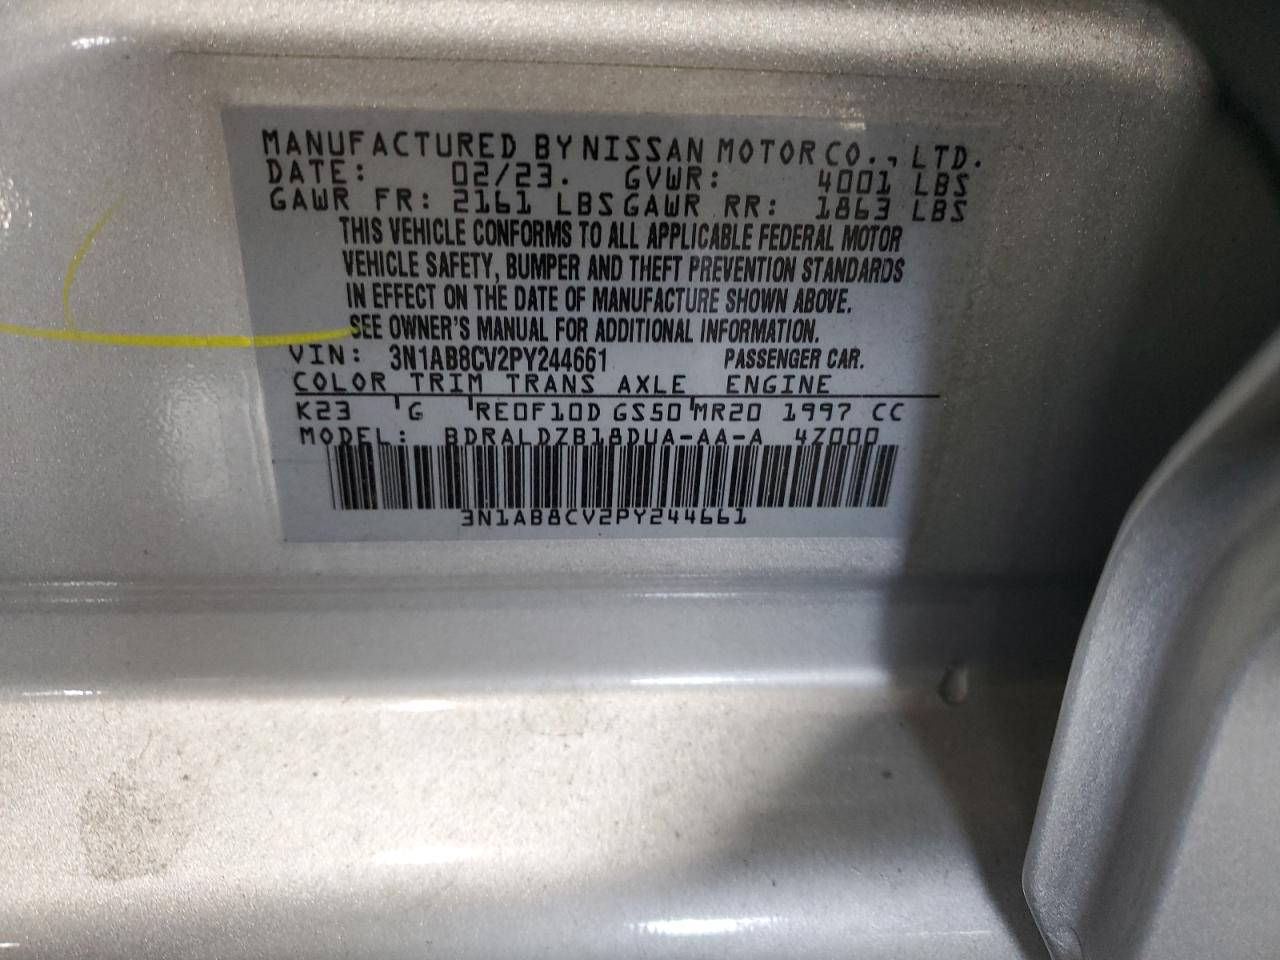 MANUFACTURED BY NISSAN MOTOR CO., LTD.
DATE: 02/23. GVWR: 4001 LBS
GAWR FR: 2161 LBS GAWR RR: 1863 LBS
THIS VEHICLE CONFORMS TO ALL APPLICABLE FEDERAL MOTOR
VEHICLE SAFETY, BUMPER AND THEFT PREVENTION STANDARDS
IN EFFECT ON THE DATE OF MANUFACTURE SHOWN ABOVE.
SEE OWNER'S MANUAL FOR ADDITIONAL INFORMATION.
VIN: 3N1AB8CV2PY244661 PASSENGER CAR.
COLOR TRIM TRANS AXLE ENGINE
K23 G RE0F10D GS50 MR20 1997 CC
MODEL: BDRALDZB18DUA-AA-A 4Z000
3N1AB8CV2PY244661